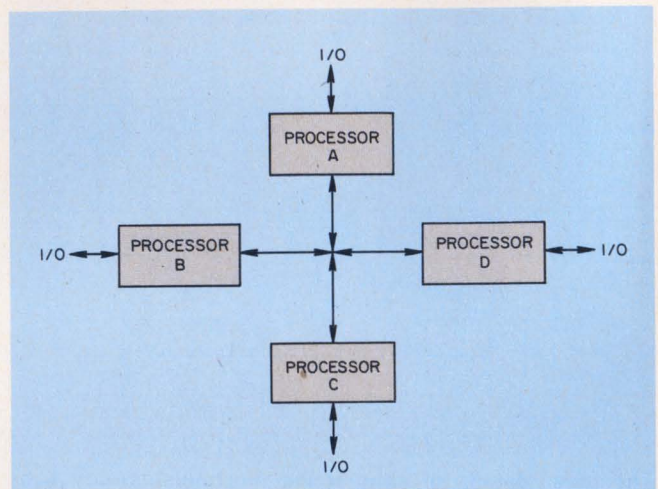 I/O
PROCESSOR
A
I/O
PROCESSOR
B
PROCESSOR
D
I/O
PROCESSOR
C
I/O